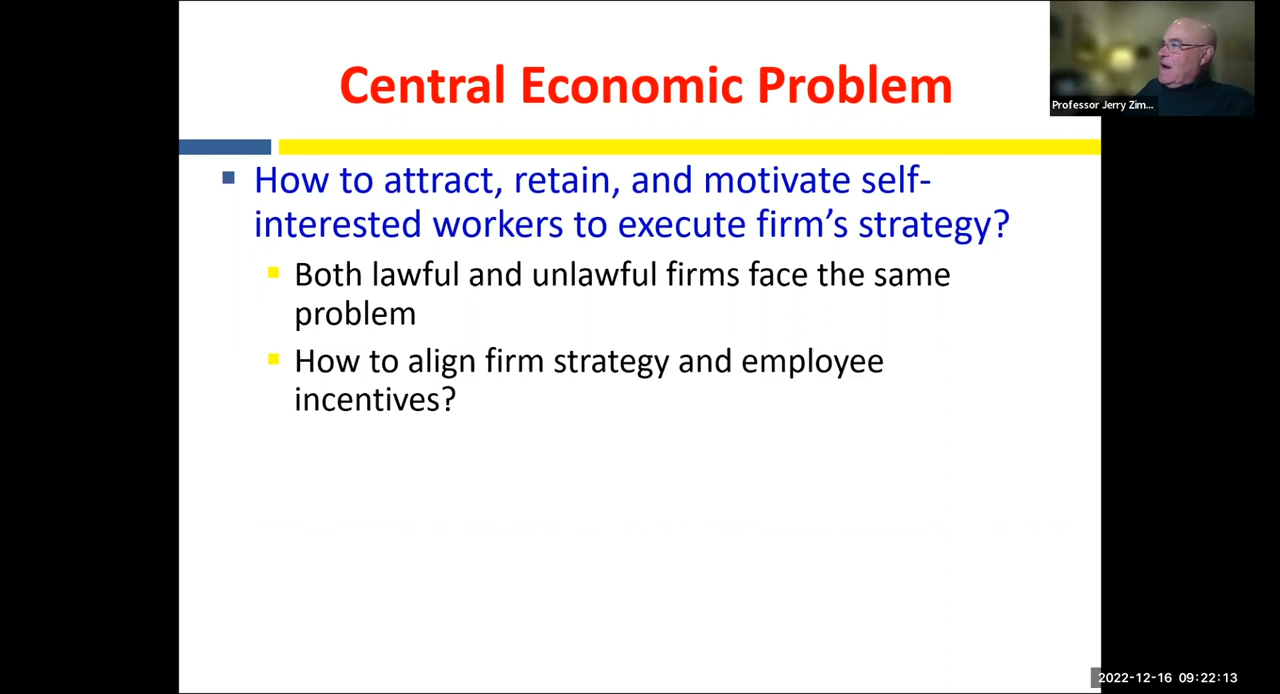 Central Economic Problem
Professor Jerry Zim...
How to attract, retain, and motivate self-
interested workers to execute firm’s strategy?
Both lawful and unlawful firms face the same
problem
How to align firm strategy and employee
incentives?
2022-12-16 09:22:13